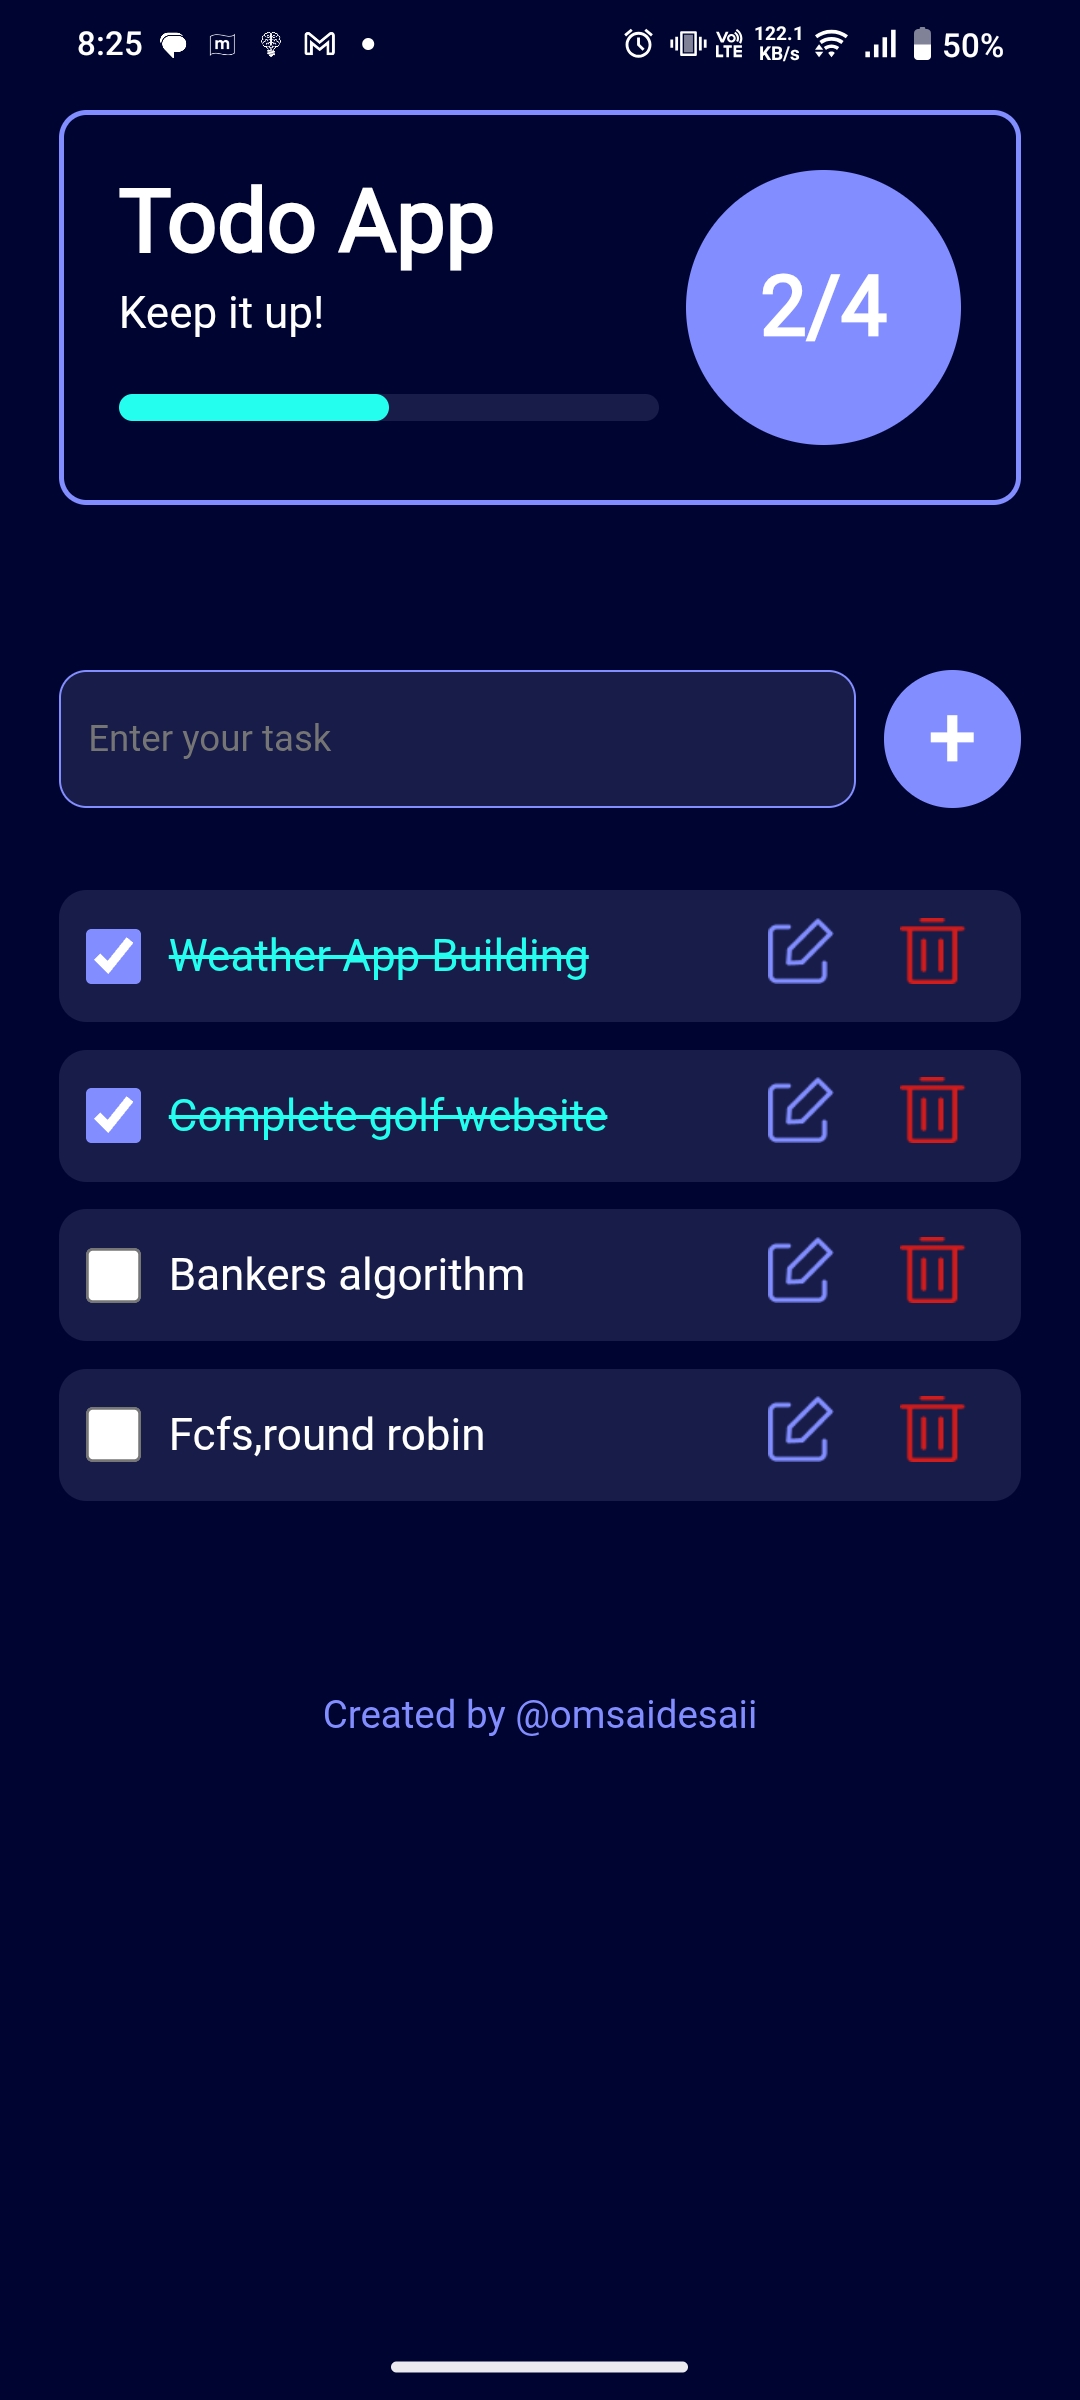 8:25 m Vo) LTE 122.1 KB/s 50%
Todo App
Keep it up!
2/4
Enter your task
+
Weather App Building
Complete golf website
Bankers algorithm
Fcfs,round robin
Created by @omsaidesaii